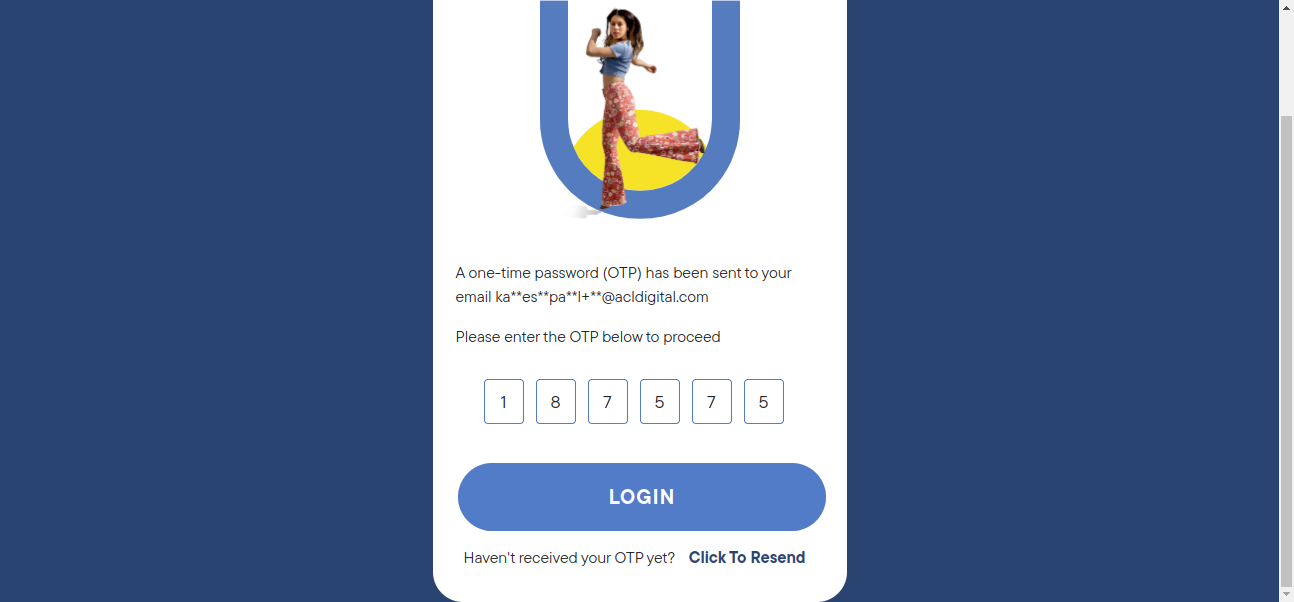 A one-time password (OTP) has been sent to your
email ka**es**pa**l+**@acldigital.com
Please enter the OTP below to proceed
1 8 7 5 7 5
LOGIN
Haven't received your OTP yet? Click To Resend